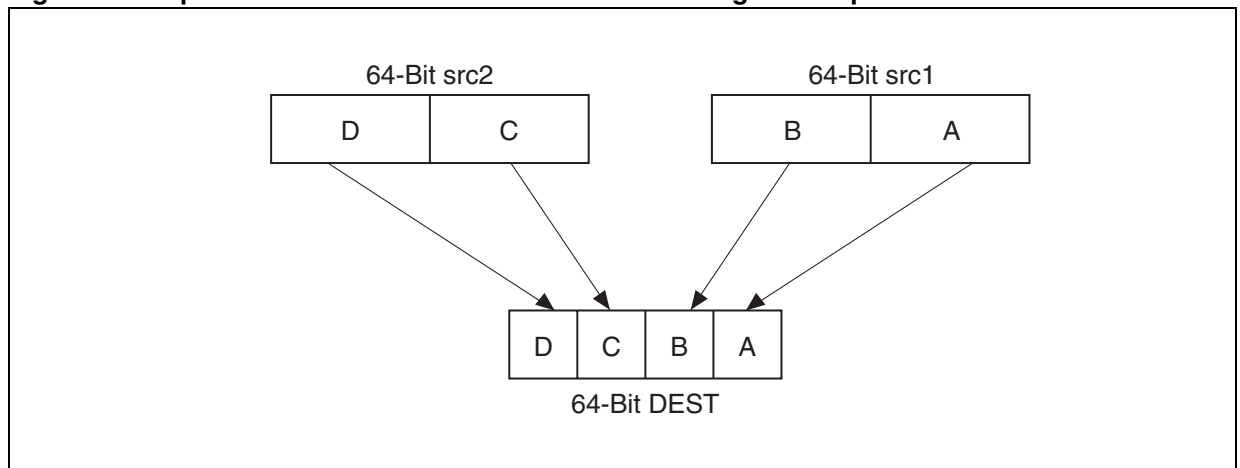 64-Bit src2
64-Bit src1
D C
B A
D C B A
64-Bit DEST